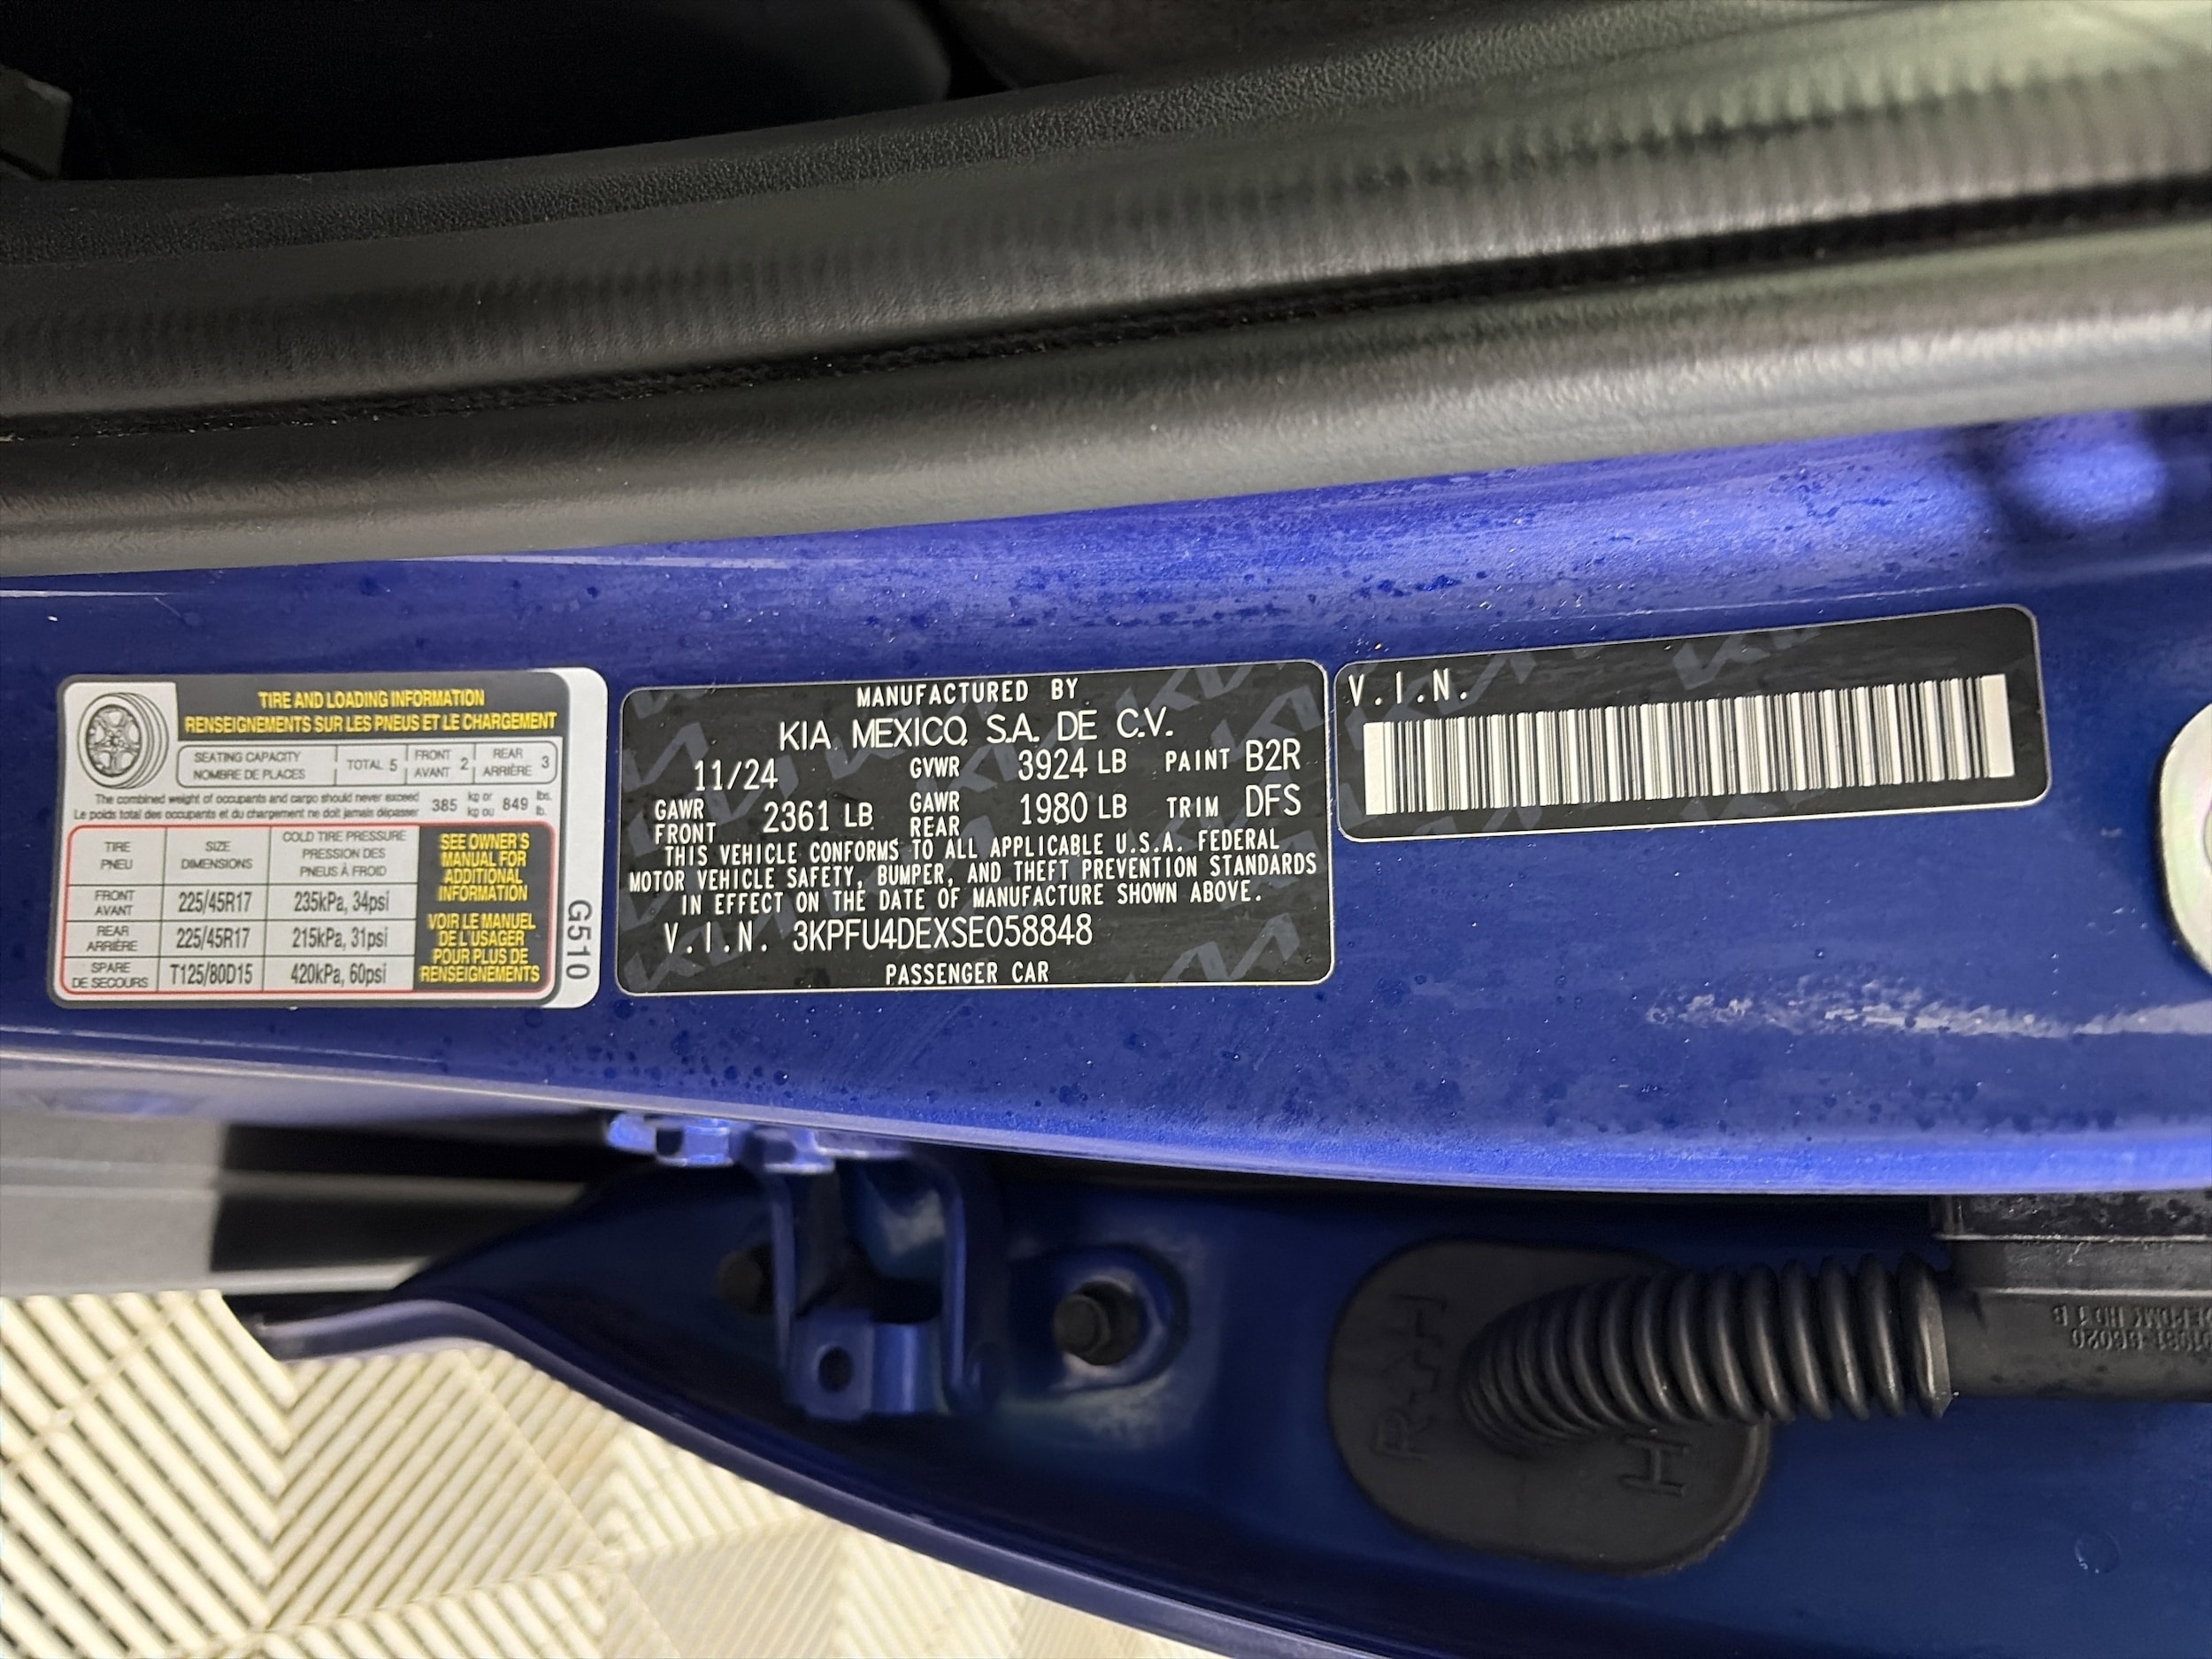 TIRE AND LOADING INFORMATION
RENSEIGNEMENTS SUR LES PNEUS ET LE CHARGEMENT
SEATING CAPACITY
NOMBRE DE PLACES
TOTAL 5
FRONT
AVANT 2
REAR
ARRIÈRE 3
The combined weight of occupants and cargo should never exceed
Le poids total des occupants et du chargement ne doit jamais dépasser
385 kg or
kg ou
849 lbs.
lb.
TIRE
PNEU
SIZE
DIMENSIONS
COLD TIRE PRESSURE
PRESSION DES
PNEUS À FROID
FRONT
AVANT
225/45R17
235kPa, 34psi
REAR
ARRIÈRE
225/45R17
215kPa, 31psi
SPARE
DE SECOURS
T125/80D15
420kPa, 60psi
SEE OWNER'S
MANUAL FOR
ADDITIONAL
INFORMATION
VOIR LE MANUEL
DE L'USAGER
POUR PLUS DE
RENSEIGNEMENTS
G510
MANUFACTURED BY
KIA MEXICO, S.A. DE C.V.
11/24 GVWR 3924 LB PAINT B2R
GAWR
FRONT 2361 LB GAWR
REAR 1980 LB TRIM DFS
THIS VEHICLE CONFORMS TO ALL APPLICABLE U.S.A. FEDERAL
MOTOR VEHICLE SAFETY, BUMPER, AND THEFT PREVENTION STANDARDS
IN EFFECT ON THE DATE OF MANUFACTURE SHOWN ABOVE.
V.I.N. 3KPFU4DEXSE058848
PASSENGER CAR
V.I.N.
R-H
H